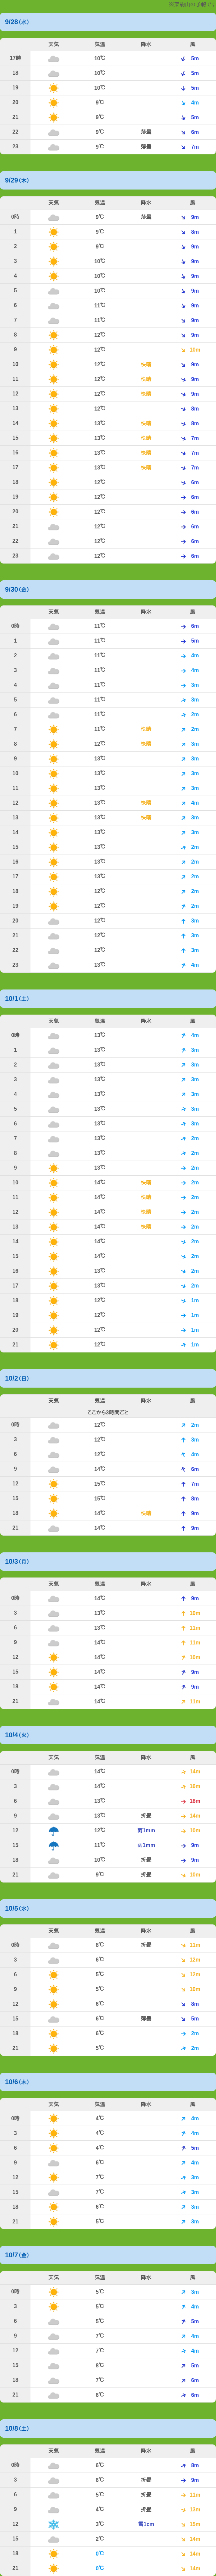 9/28(水)
天気 気温 降水 風
17時 10℃ 5m
18 10℃ 5m
19 10℃ 5m
20 9℃ 4m
21 9℃ 5m
22 9℃ 薄曇 6m
23 9℃ 薄曇 7m
9/29(木)
天気 気温 降水 風
0時 9℃ 薄曇 9m
1 9℃ 8m
2 9℃ 9m
3 10℃ 9m
4 10℃ 9m
5 10℃ 9m
6 11℃ 9m
7 11℃ 9m
8 12℃ 9m
9 12℃ 10m
10 12℃ 快晴 9m
11 12℃ 快晴 9m
12 12℃ 快晴 9m
13 12℃ 8m
14 13℃ 快晴 8m
15 13℃ 快晴 7m
16 13℃ 快晴 7m
17 13℃ 快晴 7m
18 12℃ 6m
19 12℃ 6m
20 12℃ 6m
21 12℃ 6m
22 12℃ 6m
23 12℃ 6m
9/30(金)
天気 気温 降水 風
0時 11℃ 6m
1 11℃ 5m
2 11℃ 4m
3 11℃ 4m
4 11℃ 3m
5 11℃ 3m
6 11℃ 2m
7 11℃ 快晴 2m
8 12℃ 快晴 3m
9 13℃ 3m
10 13℃ 3m
11 13℃ 3m
12 13℃ 快晴 4m
13 13℃ 快晴 3m
14 13℃ 3m
15 13℃ 2m
16 13℃ 2m
17 13℃ 2m
18 12℃ 2m
19 12℃ 2m
20 12℃ 3m
21 12℃ 3m
22 12℃ 3m
23 13℃ 4m
10/1(土)
天気 気温 降水 風
0時 13℃ 4m
1 13℃ 3m
2 13℃ 3m
3 13℃ 3m
4 13℃ 3m
5 13℃ 3m
6 13℃ 3m
7 13℃ 2m
8 13℃ 2m
9 13℃ 2m
10 14℃ 快晴 2m
11 14℃ 快晴 2m
12 14℃ 快晴 2m
13 14℃ 快晴 2m
14 14℃ 2m
15 14℃ 2m
16 13℃ 2m
17 13℃ 2m
18 12℃ 1m
19 12℃ 1m
20 12℃ 1m
21 12℃ 1m
10/2(日)
天気 気温 降水 風
ここから3時間ごと
0時 12℃ 2m
3 12℃ 3m
6 12℃ 4m
9 14℃ 6m
12 15℃ 7m
15 15℃ 8m
18 14℃ 快晴 9m
21 14℃ 9m
10/3(月)
天気 気温 降水 風
0時 14℃ 9m
3 13℃ 10m
6 13℃ 11m
9 14℃ 11m
12 14℃ 10m
15 14℃ 9m
18 14℃ 9m
21 14℃ 11m
10/4(火)
天気 気温 降水 風
0時 14℃ 14m
3 14℃ 16m
6 13℃ 18m
9 13℃ 折曇 14m
12 12℃ 雨1mm 10m
15 11℃ 雨1mm 9m
18 10℃ 折曇 9m
21 9℃ 折曇 10m
10/5(水)
天気 気温 降水 風
0時 8℃ 折曇 11m
3 6℃ 12m
6 5℃ 12m
9 5℃ 10m
12 6℃ 8m
15 6℃ 薄曇 5m
18 6℃ 2m
21 5℃ 2m
10/6(木)
天気 気温 降水 風
0時 4℃ 4m
3 4℃ 4m
6 4℃ 5m
9 6℃ 4m
12 7℃ 3m
15 7℃ 3m
18 6℃ 3m
21 5℃ 3m
10/7(金)
天気 気温 降水 風
0時 5℃ 3m
3 5℃ 4m
6 5℃ 5m
9 7℃ 4m
12 7℃ 4m
15 8℃ 5m
18 7℃ 6m
21 6℃ 6m
10/8(土)
天気 気温 降水 風
0時 6℃ 8m
3 6℃ 折曇 9m
6 5℃ 折曇 11m
9 4℃ 折曇 13m
12 3℃ 雪1cm 15m
15 2℃ 14m
18 0℃ 14m
21 0℃ 14m